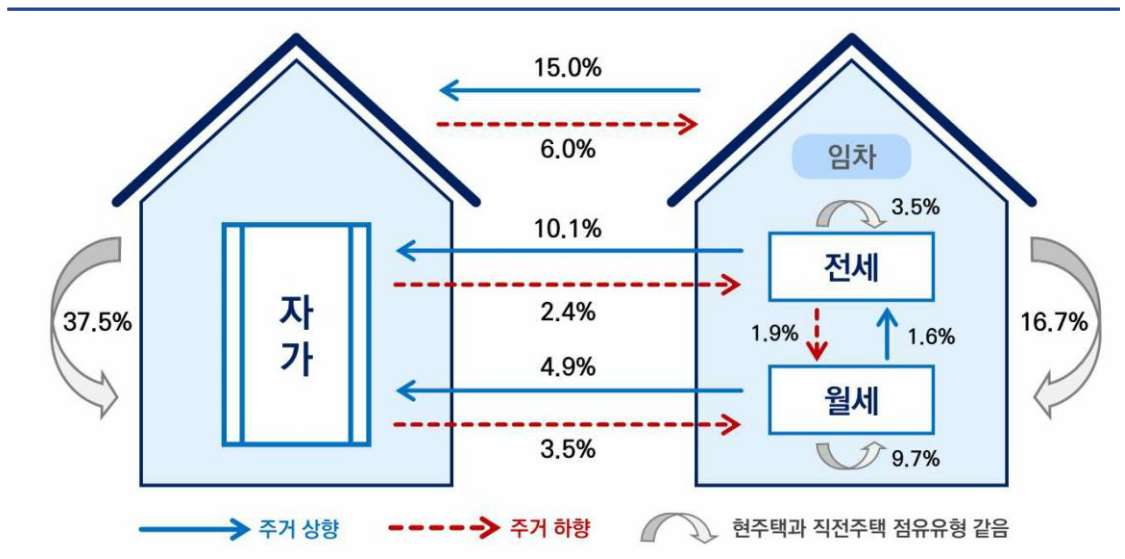 15.0%
6.0%
임차
3.5%
10.1%
전세
자
가
2.4%
37.5%
16.7%
1.9%
1.6%
4.9%
월세
3.5%
9.7%
주거 상향
주거 하향
현주택과 직전주택 점유유형 같음